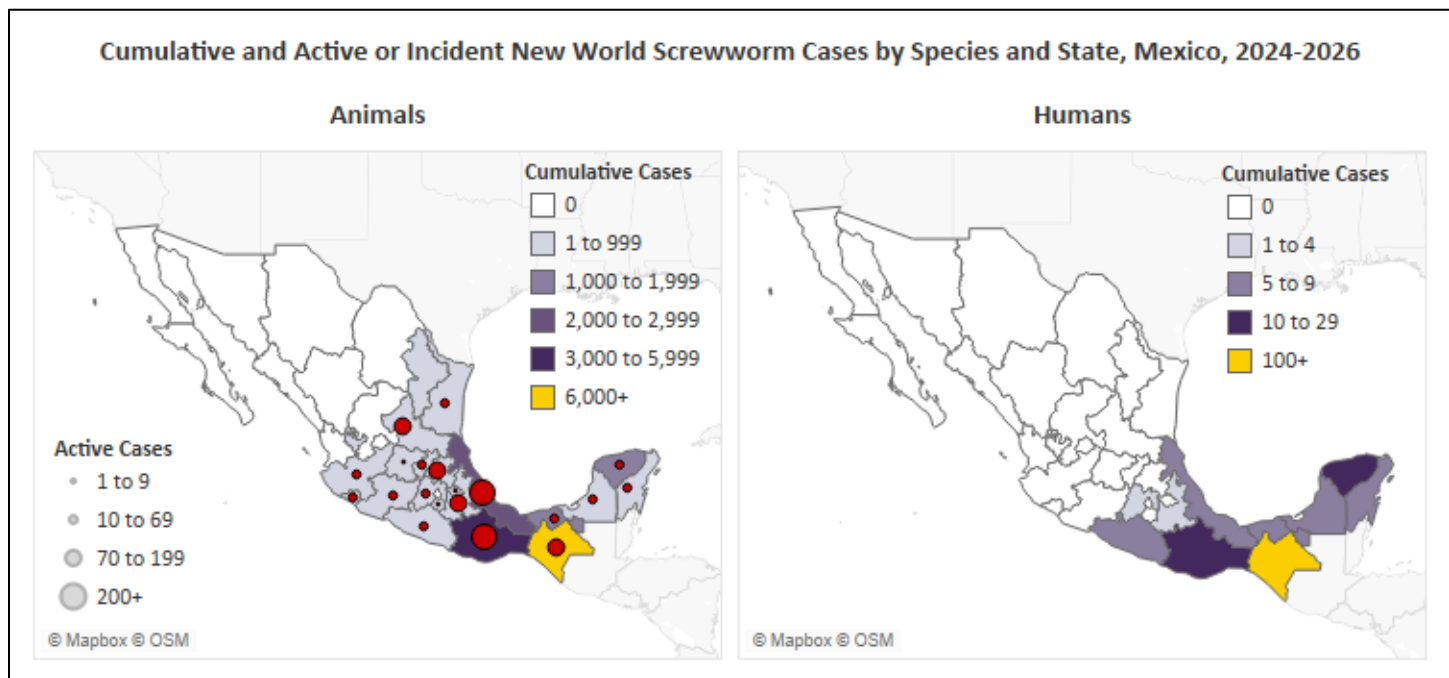 Cumulative and Active or Incident New World Screwworm Cases by Species and State, Mexico, 2024-2026
Animals
Cumulative Cases
0
1 to 999
1,000 to 1,999
2,000 to 2,999
3,000 to 5,999
6,000+
Active Cases
1 to 9
10 to 69
70 to 199
200+
© Mapbox © OSM
Humans
Cumulative Cases
0
1 to 4
5 to 9
10 to 29
100+
© Mapbox © OSM